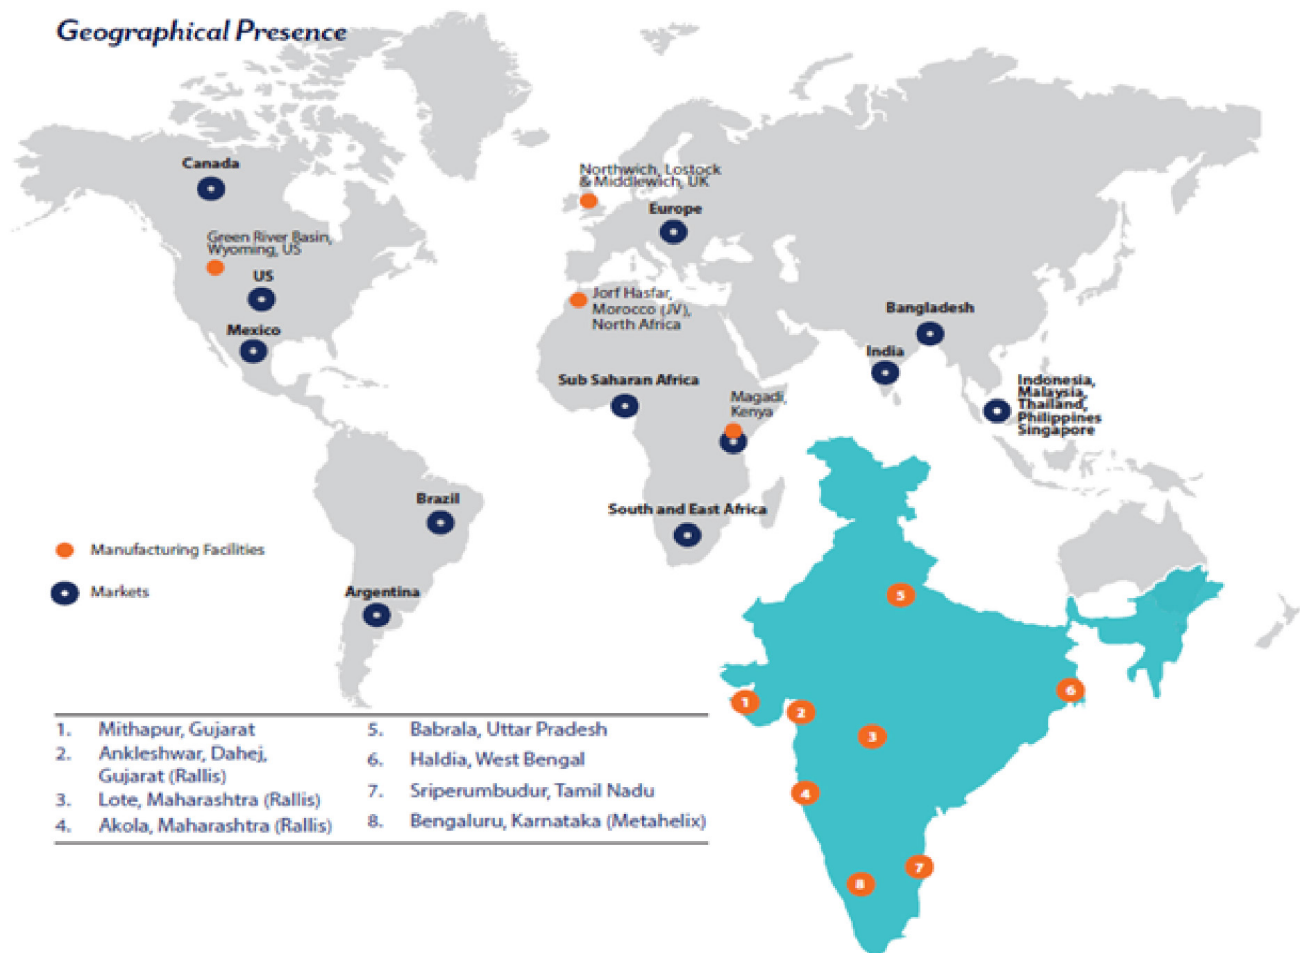 Geographical Presence
Canada
Green River Basin,
Wyoming, US
US
Mexico
Brazil
Argentina
Northwich, Lostock
& Middlewich, UK
Europe
Jorf Hasfar,
Morocco (JV),
North Africa
Sub Saharan Africa
Magadi,
Kenya
South and East Africa
Bangladesh
India
Indonesia,
Malaysia,
Thailand,
Philippines
Singapore
Manufacturing Facilities
Markets
1
2
3
4
5
6
7
8
1. Mithapur, Gujarat
2. Ankleshwar, Dahej,
Gujarat (Rallis)
3. Lote, Maharashtra (Rallis)
4. Akola, Maharashtra (Rallis)
5. Babrala, Uttar Pradesh
6. Haldia, West Bengal
7. Sriperumbudur, Tamil Nadu
8. Bengaluru, Karnataka (Metahelix)